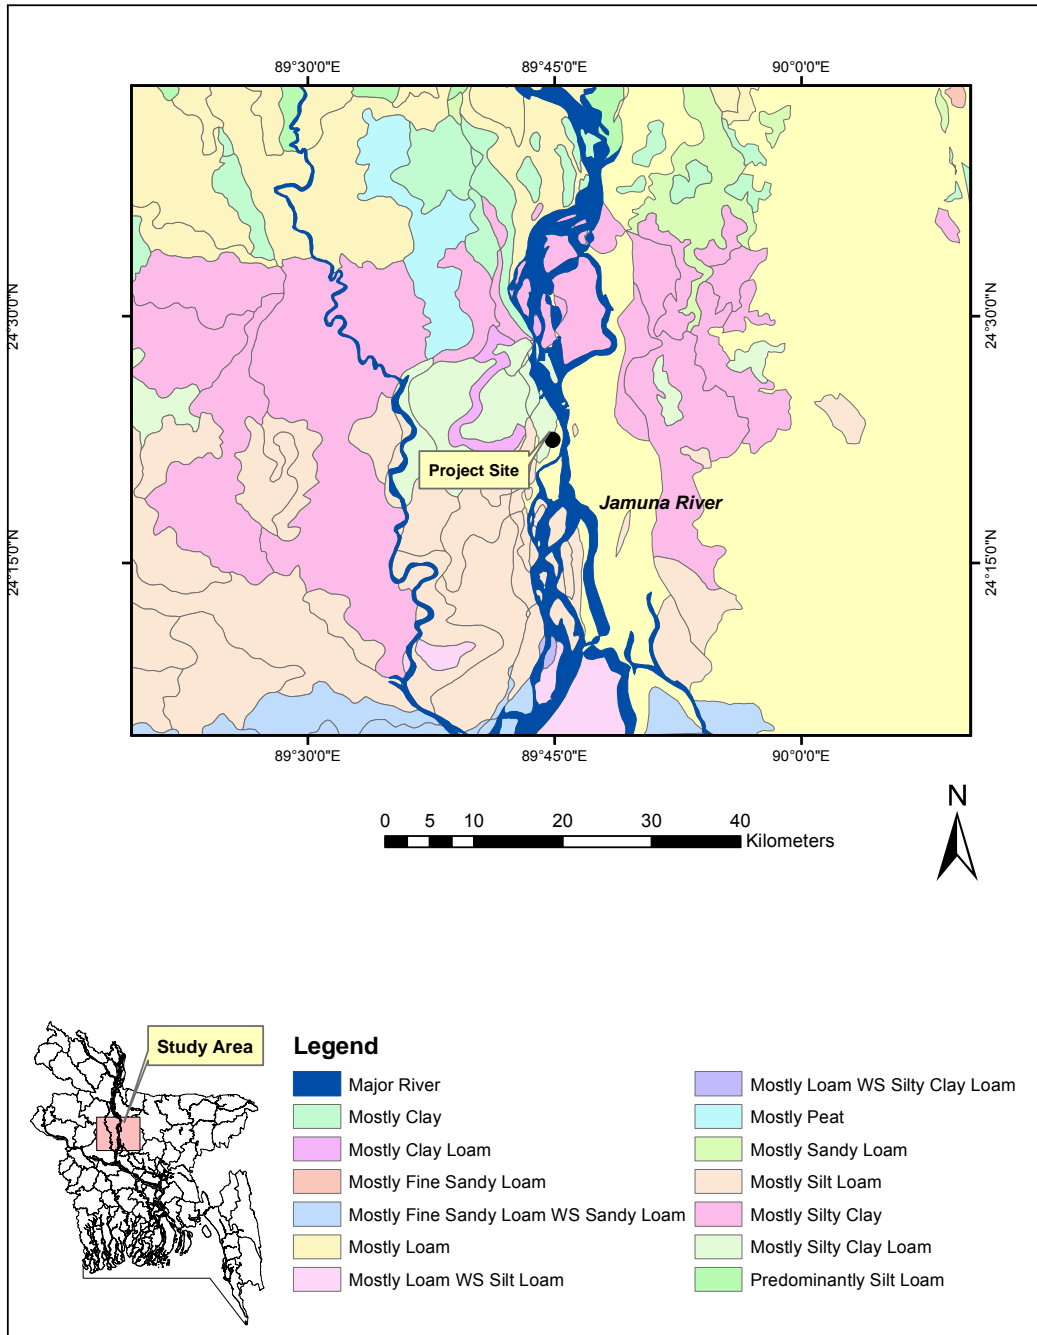 89°30'0"E 89°45'0"E 90°0'0"E
24°30'0"N 24°30'0"N
Project Site
Jamuna River
24°15'0"N 24°15'0"N
89°30'0"E 89°45'0"E 90°0'0"E
N
0 5 10 20 30 40
Kilometers
Study Area
Legend
Major River
Mostly Clay
Mostly Clay Loam
Mostly Fine Sandy Loam
Mostly Fine Sandy Loam WS Sandy Loam
Mostly Loam
Mostly Loam WS Silt Loam
Mostly Loam WS Silty Clay Loam
Mostly Peat
Mostly Sandy Loam
Mostly Silt Loam
Mostly Silty Clay
Mostly Silty Clay Loam
Predominantly Silt Loam